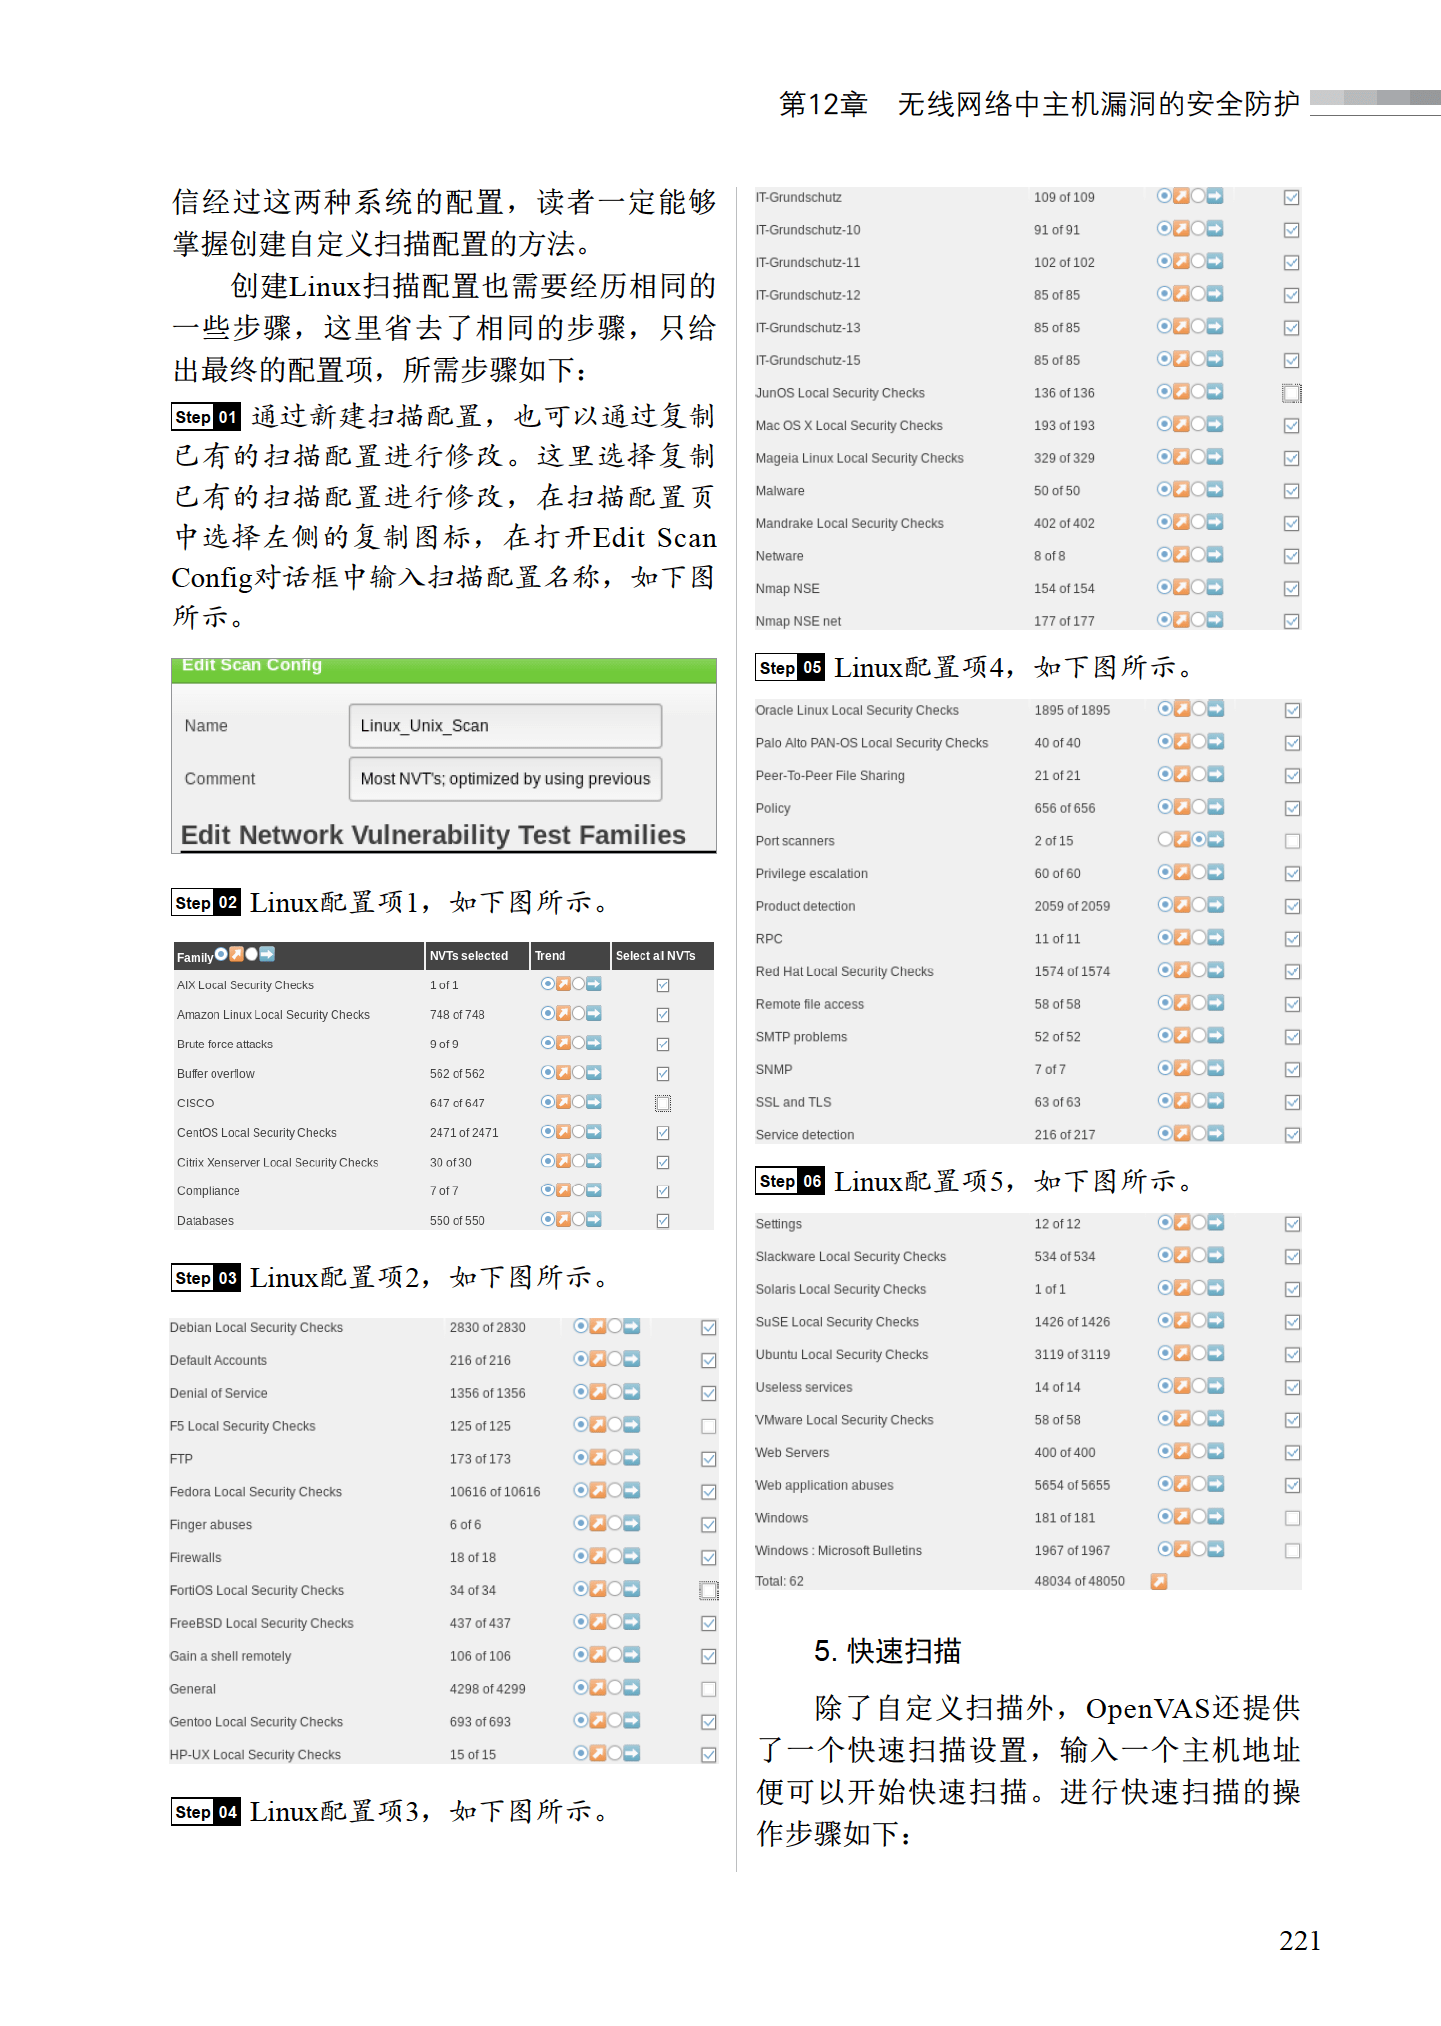 第12章　无线网络中主机漏洞的安全防护
信经过这两种系统的配置，读者一定能够
掌握创建自定义扫描配置的方法。
创建Linux扫描配置也需要经历相同的
一些步骤，这里省去了相同的步骤，只给
出最终的配置项，所需步骤如下：
Step 01 通过新建扫描配置，也可以通过复制
已有的扫描配置进行修改。这里选择复制
已有的扫描配置进行修改，在扫描配置页
中选择左侧的复制图标，在打开Edit Scan
Config对话框中输入扫描配置名称，如下图
所示。
Edit Scan Config
Name Linux_Unix_Scan
Comment Most NVT's; optimized by using previous
Edit Network Vulnerability Test Families
Step 02 Linux配置项1，如下图所示。
Family NVTs selected Trend Select al NVTs
AIX Local Security Checks 1 of 1
Amazon Linux Local Security Checks 748 of 748
Brute force attacks 9 of 9
Buffer overflow 562 of 562
CISCO 647 of 647
CentOS Local Security Checks 2471 of 2471
Citrix Xenserver Local Security Checks 30 of 30
Compliance 7 of 7
Databases 550 of 550
Step 03 Linux配置项2，如下图所示。
Debian Local Security Checks 2830 of 2830
Default Accounts 216 of 216
Denial of Service 1356 of 1356
F5 Local Security Checks 125 of 125
FTP 173 of 173
Fedora Local Security Checks 10616 of 10616
Finger abuses 6 of 6
Firewalls 18 of 18
FortiOS Local Security Checks 34 of 34
FreeBSD Local Security Checks 437 of 437
Gain a shell remotely 106 of 106
General 4298 of 4299
Gentoo Local Security Checks 693 of 693
HP-UX Local Security Checks 15 of 15
Step 04 Linux配置项3，如下图所示。
IT-Grundschutz 109 of 109
IT-Grundschutz-10 91 of 91
IT-Grundschutz-11 102 of 102
IT-Grundschutz-12 85 of 85
IT-Grundschutz-13 85 of 85
IT-Grundschutz-15 85 of 85
JunOS Local Security Checks 136 of 136
Mac OS X Local Security Checks 193 of 193
Mageia Linux Local Security Checks 329 of 329
Malware 50 of 50
Mandrake Local Security Checks 402 of 402
Netware 8 of 8
Nmap NSE 154 of 154
Nmap NSE net 177 of 177
Step 05 Linux配置项4，如下图所示。
Oracle Linux Local Security Checks 1895 of 1895
Palo Alto PAN-OS Local Security Checks 40 of 40
Peer-To-Peer File Sharing 21 of 21
Policy 656 of 656
Port scanners 2 of 15
Privilege escalation 60 of 60
Product detection 2059 of 2059
RPC 11 of 11
Red Hat Local Security Checks 1574 of 1574
Remote file access 58 of 58
SMTP problems 52 of 52
SNMP 7 of 7
SSL and TLS 63 of 63
Service detection 216 of 217
Step 06 Linux配置项5，如下图所示。
Settings 12 of 12
Slackware Local Security Checks 534 of 534
Solaris Local Security Checks 1 of 1
SuSE Local Security Checks 1426 of 1426
Ubuntu Local Security Checks 3119 of 3119
Useless services 14 of 14
VMware Local Security Checks 58 of 58
Web Servers 400 of 400
Web application abuses 5654 of 5655
Windows 181 of 181
Windows : Microsoft Bulletins 1967 of 1967
Total: 62 48034 of 48050
5. 快速扫描
除了自定义扫描外，OpenVAS还提供
了一个快速扫描设置，输入一个主机地址
便可以开始快速扫描。进行快速扫描的操
作步骤如下：
221